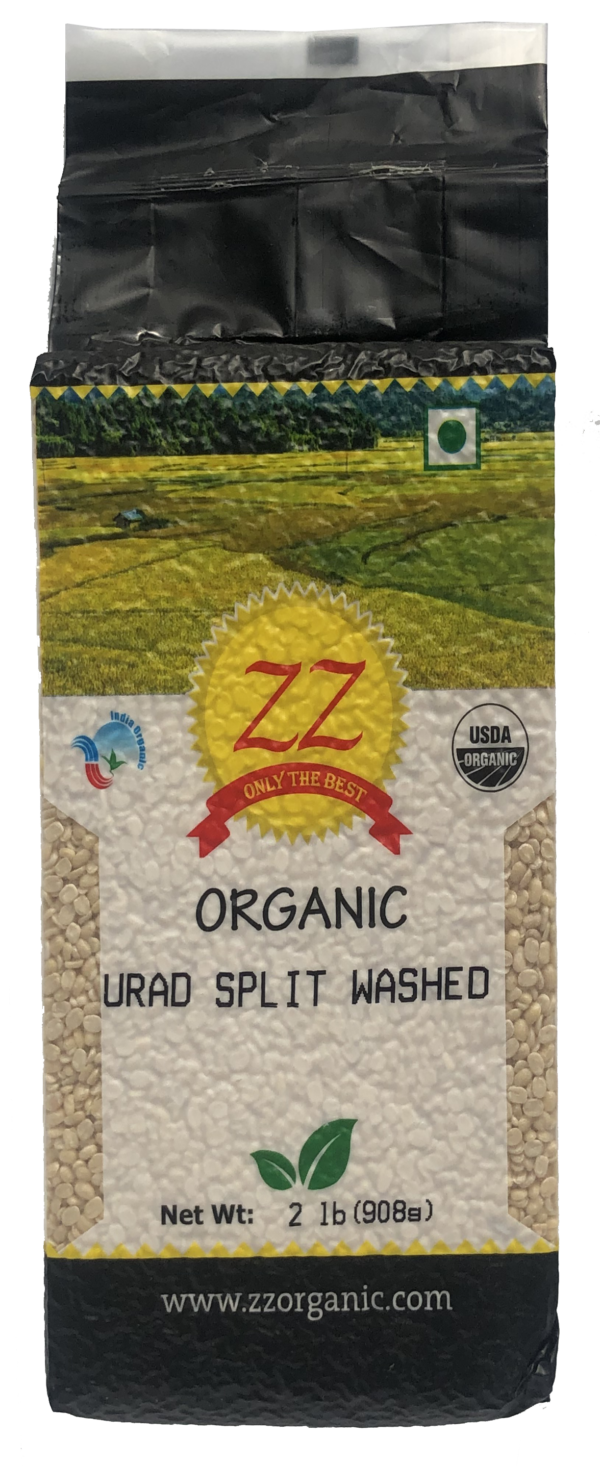 ZZ
ONLY THE BEST
India Organic
USDA
ORGANIC
ORGANIC
URAD SPLIT WASHED
Net Wt: 2 lb (908g)
www.zzorganic.com